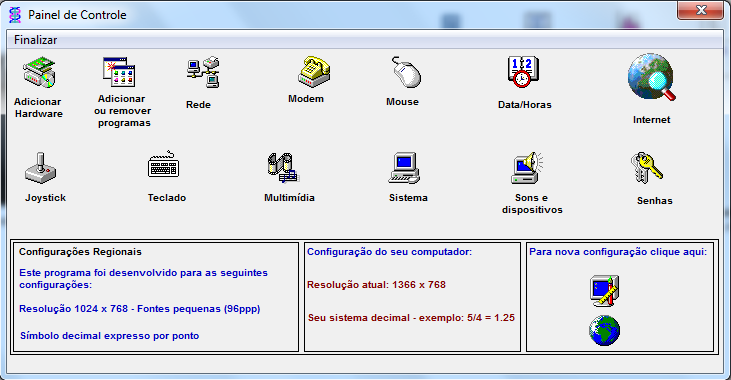 Painel de Controle
Finalizar
Adicionar
Hardware
Adicionar
ou remover
programas
Rede
Modem
Mouse
1 2
Data/Horas
Internet
Joystick
Teclado
Multimídia
Sistema
Sons e
dispositivos
Senhas
Configurações Regionais
Este programa foi desenvolvido para as seguintes
configurações:
Resolução 1024 x 768 - Fontes pequenas (96ppp)
Símbolo decimal expresso por ponto
Configuração do seu computador:
Resolução atual: 1366 x 768
Seu sistema decimal - exemplo: 5/4 = 1.25
Para nova configuração clique aqui: